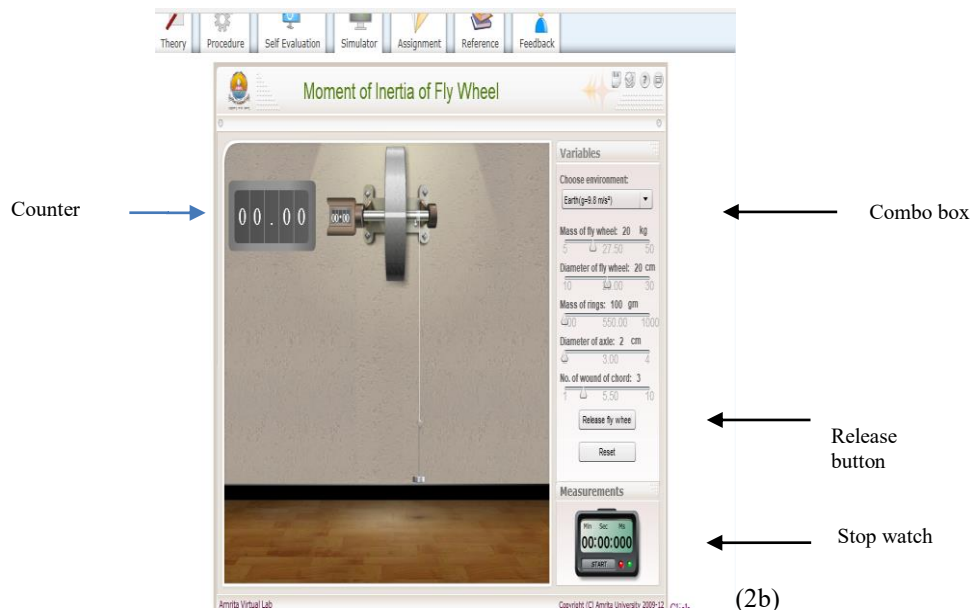 Theory Procedure Self Evaluation Simulator Assignment Reference Feedback
Moment of Inertia of Fly Wheel
Variables
Choose environment:
Earth(g=9.8 m/s²)
Mass of fly wheel: 20 kg
5 27.50 50
Diameter of fly wheel: 20 cm
10 30
Mass of rings: 100 gm
550.00 1000
Diameter of axle: 2 cm
3.00 4
No. of wound of chord: 3
1 5.50 10
Release fly whee
Reset
Measurements
Min Sec Ms
00:00:000
START
00.00
Counter
Combo box
Release
button
Stop watch
(2b)
Amrita Virtual Lab
Copyright (C) Amrita University 2009-12